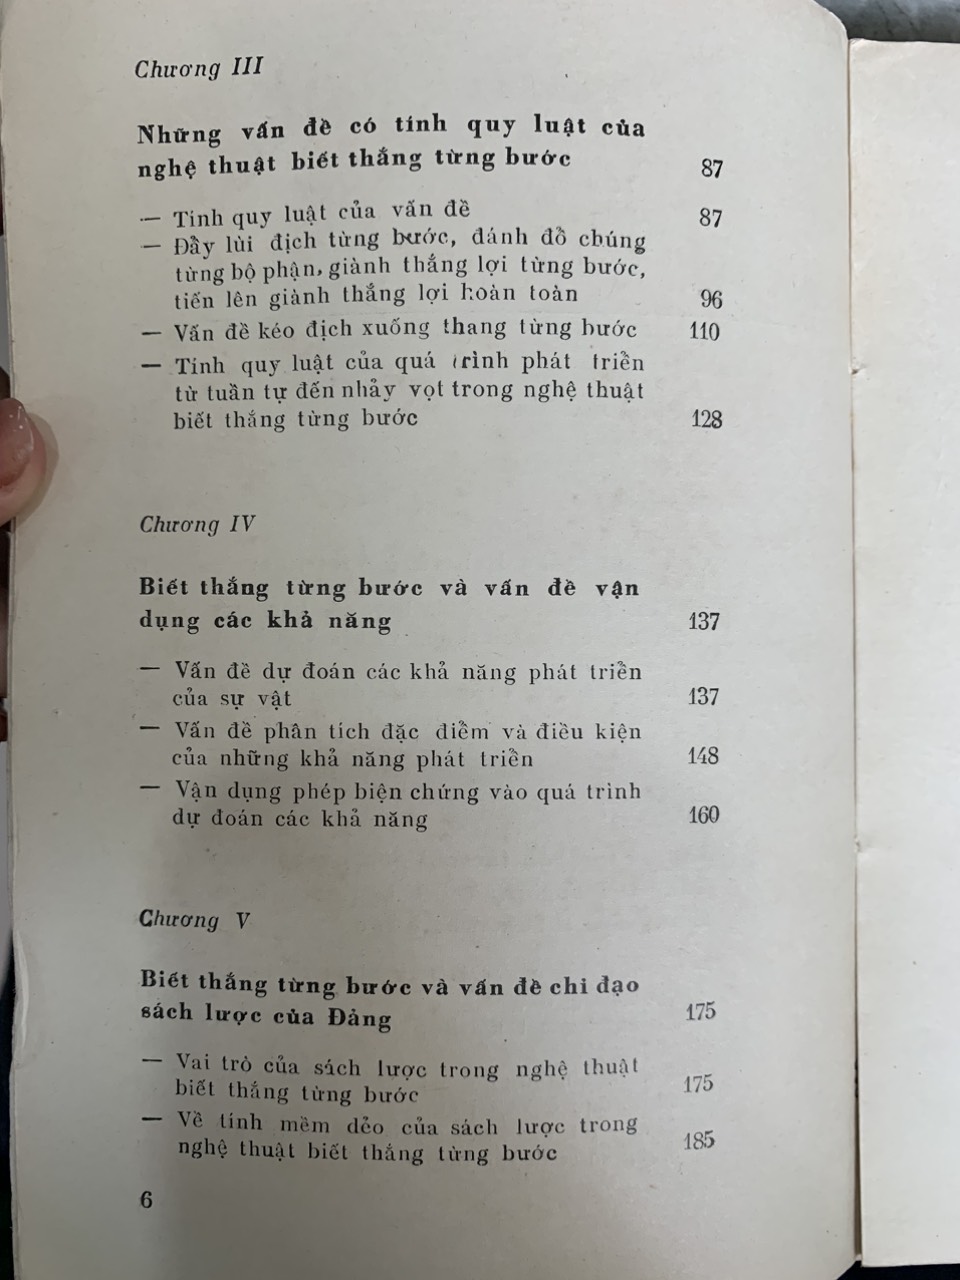 Chương III
Những vấn đề có tính quy luật của
nghệ thuật biết thắng từng bước 87
— Tính quy luật của vấn đề 87
— Đẩy lùi địch từng bước, đánh đổ chúng
từng bộ phận, giành thắng lợi từng bước,
tiến lên giành thắng lợi hoàn toàn 96
— Vấn đề kéo địch xuống thang từng bước 110
— Tính quy luật của quá trình phát triển
từ tuần tự đến nhảy vọt trong nghệ thuật
biết thắng từng bước 128
Chương IV
Biết thắng từng bước và vấn đề vận
dụng các khả năng 137
— Vấn đề dự đoán các khả năng phát triển
của sự vật 137
— Vấn đề phân tích đặc điểm và điều kiện
của những khả năng phát triển 148
— Vận dụng phép biện chứng vào quá trình
dự đoán các khả năng 160
Chương V
Biết thắng từng bước và vấn đề chỉ đạo
sách lược của Đảng 175
— Vai trò của sách lược trong nghệ thuật
biết thắng từng bước 175
— Về tính mềm dẻo của sách lược trong
nghệ thuật biết thắng từng bước 185
6